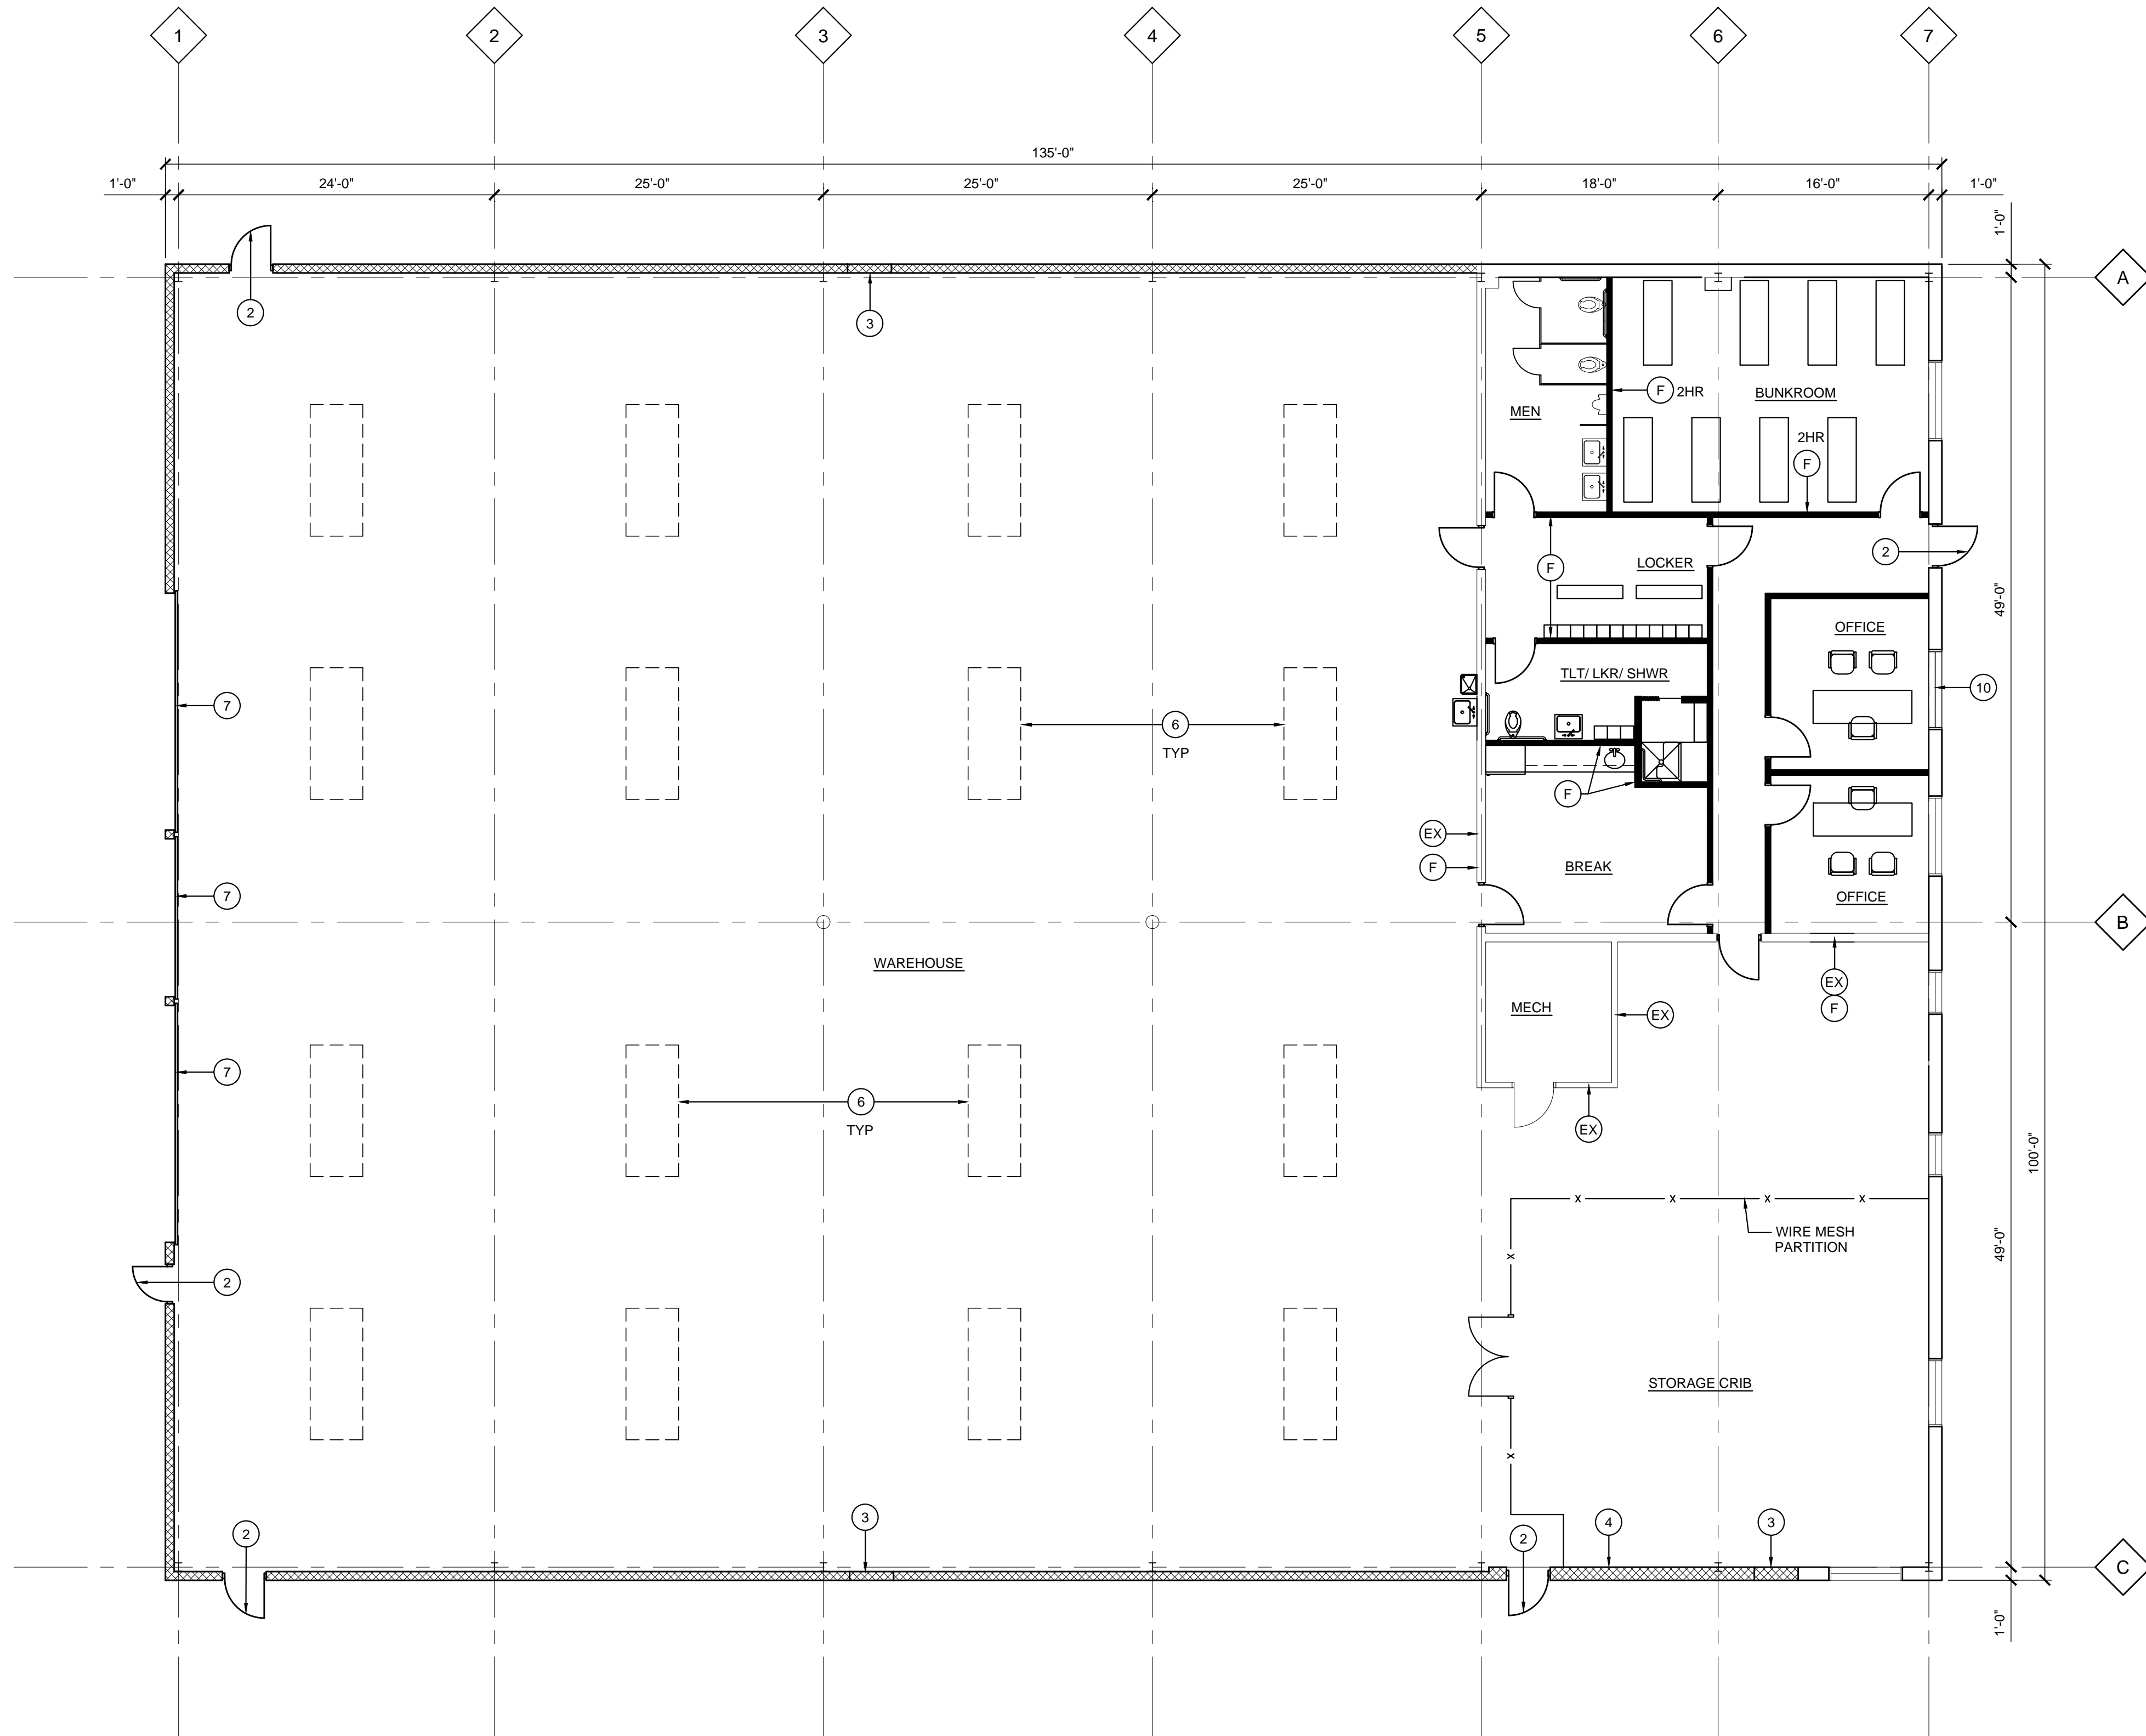 1
2
3
4
5
6
7
135'-0"
1'-0"
24'-0"
25'-0"
25'-0"
25'-0"
18'-0"
16'-0"
1'-0"
1'-0"
A
2
3
F
2HR
BUNKROOM
MEN
2HR
F
2
LOCKER
F
49'-0"
OFFICE
TLT/ LKR/ SHWR
10
7
6
TYP
F
EX
F
BREAK
7
OFFICE
B
WAREHOUSE
EX
F
MECH
EX
7
6
TYP
EX
100'-0"
x
x
x
x
WIRE MESH
PARTITION
x
49'-0"
2
STORAGE CRIB
x
2
3
2
4
3
C
1'-0"